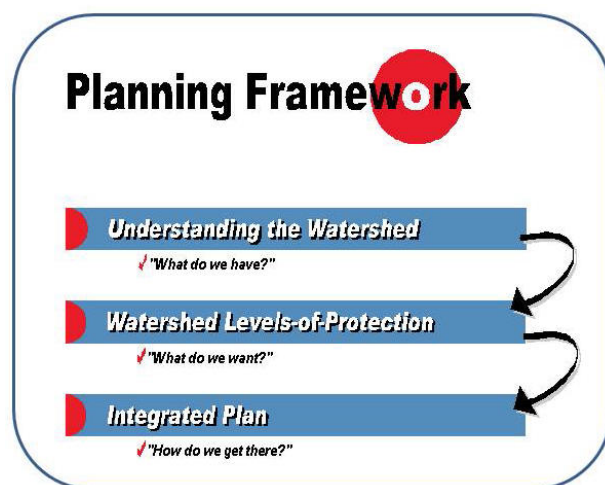 Planning Framework
Understanding the Watershed
"What do we have?"
Watershed Levels-of-Protection
"What do we want?"
Integrated Plan
"How do we get there?"